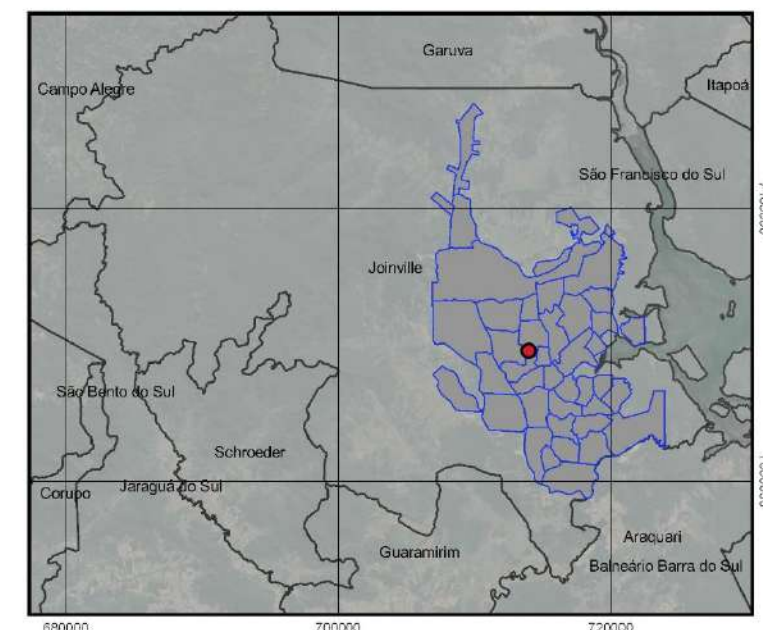 Garuva
Campo Alegre
Itapoá
São Francisco do Sul
Joinville
São Bento do Sul
Schroeder
Corupo
Jaraguá do Sul
Araquari
Guaramirim
Balneário Barra do Sul
680000
700000
720000